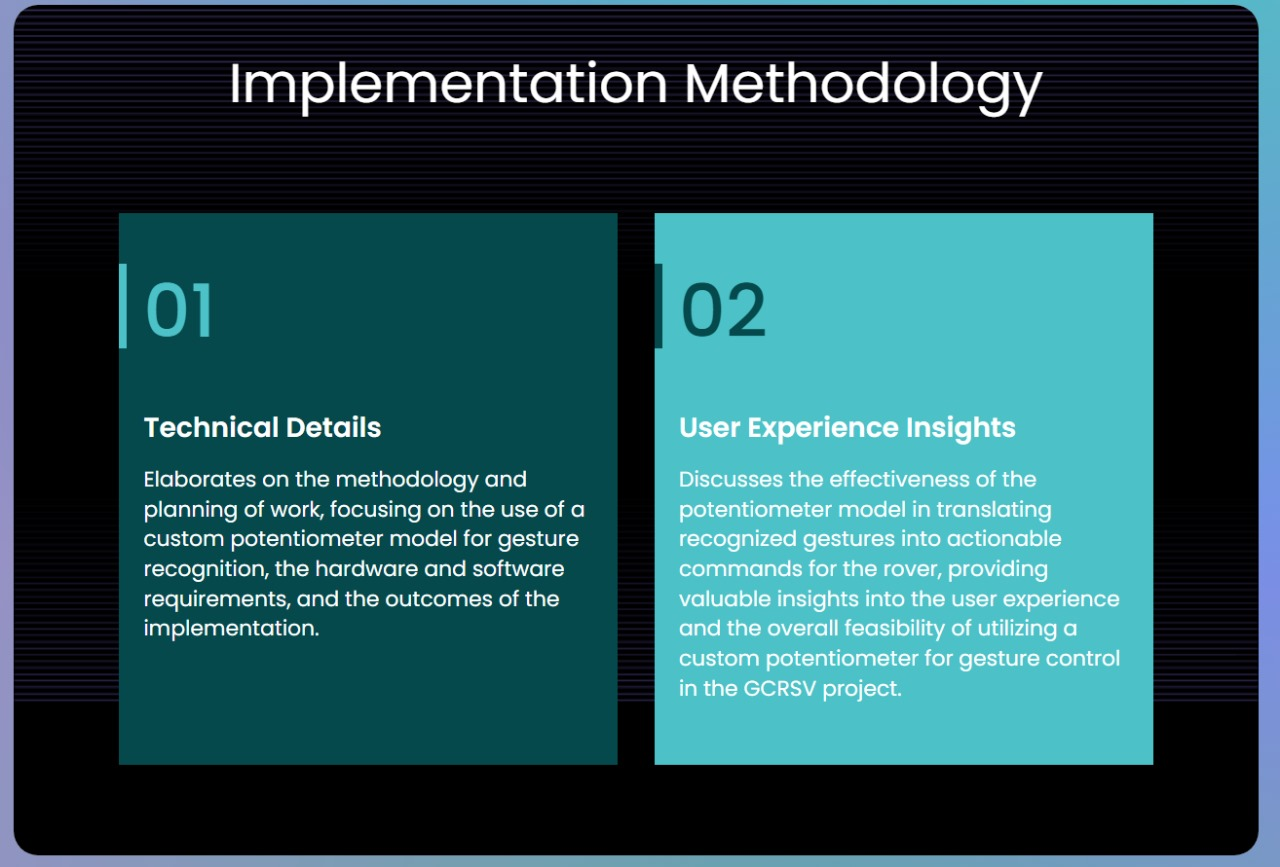 Implementation Methodology
01
Technical Details
Elaborates on the methodology and
planning of work, focusing on the use of a
custom potentiometer model for gesture
recognition, the hardware and software
requirements, and the outcomes of the
implementation.
02
User Experience Insights
Discusses the effectiveness of the
potentiometer model in translating
recognized gestures into actionable
commands for the rover, providing
valuable insights into the user experience
and the overall feasibility of utilizing a
custom potentiometer for gesture control
in the GCRSV project.